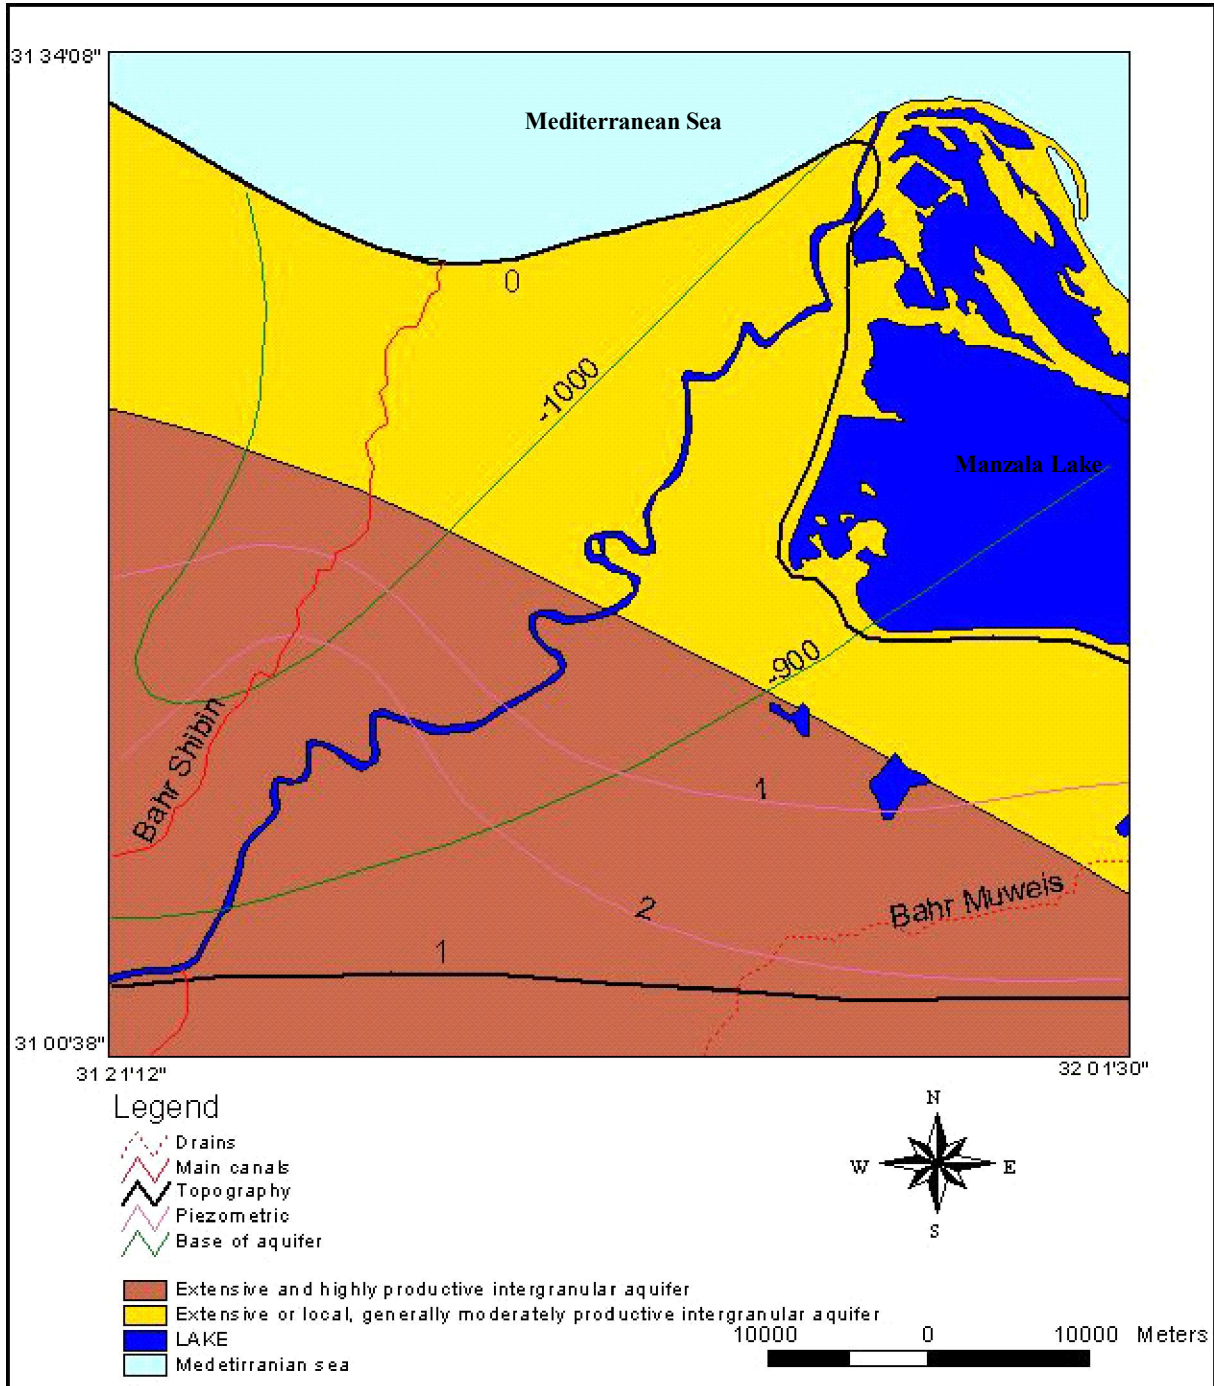 31 34'08"
Mediterranean Sea
0
-1000
Manzala Lake
-900
Bahr Shibin
1
2
Bahr Muweis
1
31 00'38"
31 21'12"
32 01'30"
Legend
Drains
Main canals
Topography
Piezometric
Base of aquifer
N
W
E
S
Extensive and highly productive intergranular aquifer
Extensive or local, generally moderately productive intergranular aquifer
LAKE
Medetirranian sea
10000 0 10000 Meters